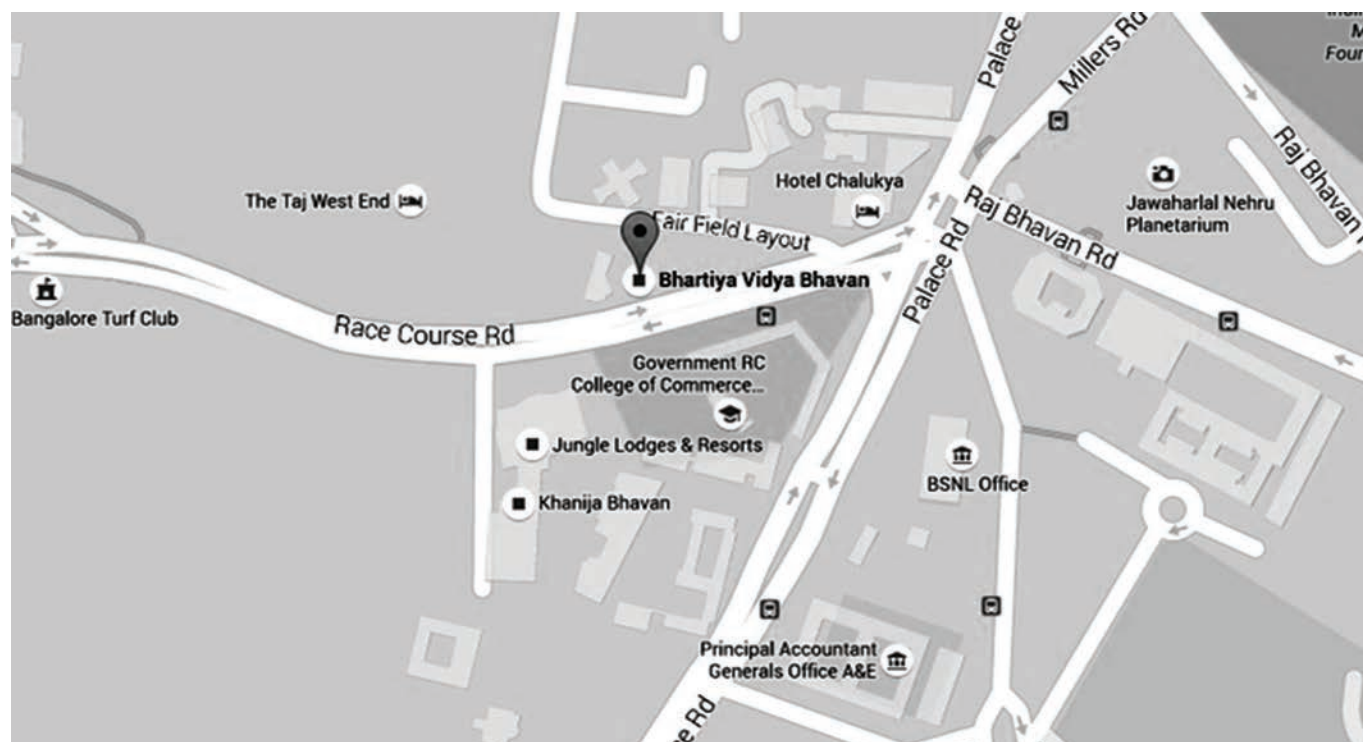 Palace
Millers Rd
Raj Bhavan
The Taj West End
Hotel Chalukya
Jawaharlal Nehru
Planetarium
Fair Field Layout
Raj Bhavan Rd
Palace Rd
Bhartiya Vidya Bhavan
Bangalore Turf Club
Race Course Rd
Government RC
College of Commerce...
Jungle Lodges & Resorts
BSNL Office
Khanija Bhavan
Principal Accountant
Generals Office A&E
Rd